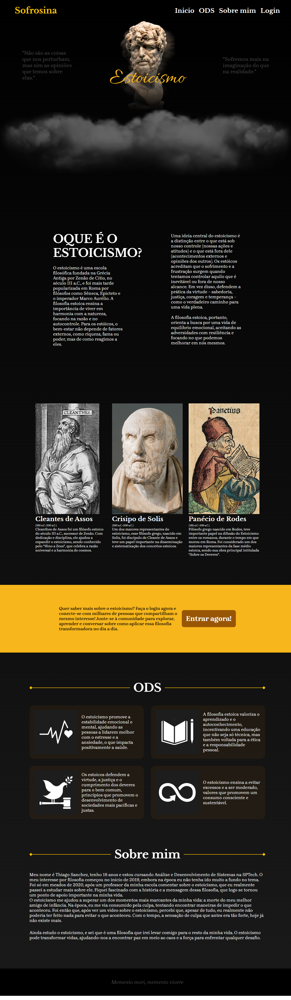 Sofrosina
Inicio ODS Sobre mim Login
"Não são as coisas
que nos perturbam,
mas sim as opiniões
que temos sobre
elas."
Estoicismo
"Sofremos mais na
imaginação do que
na realidade."
OQUE É O
ESTOICISMO?
O estoicismo é uma escola
filosófica fundada na Grécia
Antiga por Zenão de Cítio, no
século III a.C., e foi mais tarde
popularizada em Roma por
filósofos como Sêneca, Epicteto e
o imperador Marco Aurélio. A
filosofia estoica ensina a
importância de viver em
harmonia com a natureza,
focando na razão e no
autocontrole. Para os estóicos, o
bem-estar não depende de fatores
externos, como riqueza, fama ou
poder, mas de como reagimos a
eles.
Uma ideia central do estoicismo é
a distinção entre o que está sob
nosso controle (nossas ações e
atitudes) e o que está fora dele
(acontecimentos externos e
opiniões dos outros). Os estóicos
acreditam que o sofrimento e a
frustração surgem quando
tentamos controlar aquilo que é
inevitável ou fora de nosso
alcance. Em vez disso, defendem a
prática da virtude – sabedoria,
justiça, coragem e temperança –
como o verdadeiro caminho para
uma vida plena.
A filosofia estoica, portanto,
orienta a busca por uma vida de
equilíbrio emocional, aceitando as
adversidades com resiliência e
focando no que podemos
melhorar em nós mesmos.
CLEANTHES.
Panetius
Cleantes de Assos
(330 a.C.-230 a.C.)
Cleanthes de Assos foi um filósofo estoico
do século III a.C., sucessor de Zenão. Com
dedicação e disciplina, ele ajudou a
expandir o estoicismo, sendo conhecido
pelo “Hino a Zeus”, que celebra a razão
universal e a harmonia do cosmos.
Crisipo de Solis
(280 a.C.-208 a.C.)
Um dos maiores representantes do
estoicismo, esse filósofo grego, nascido em
Solis, foi discípulo de Cleante de Assos e
teve um papel importante na disseminação
e sistematização dos conceitos estoicos.
Panécio de Rodes
(185 a.C.-109 a.C.)
Filósofo grego nascido em Rodes, teve
importante papel na difusão do Estoicismo
entre os romanos, durante o tempo em que
morou em Roma. Foi considerado um dos
maiores representantes da fase médio
estoica, sendo sua obra principal intitulada
“Sobre os Deveres”.
Quer saber mais sobre o estoicismo? Faça o login agora e
conecte-se com milhares de pessoas que compartilham o
mesmo interesse! Junte-se à comunidade para explorar,
aprender e conversar sobre como aplicar essa filosofia
transformadora no dia a dia.
Entrar agora!
ODS
O estoicismo promove a
estabilidade emocional e
mental, ajudando as
pessoas a lidarem melhor
com o estresse e a
ansiedade, o que impacta
positivamente a saúde.
A filosofia estoica valoriza o
aprendizado e o
autoconhecimento,
incentivando uma educação
que não seja só técnica, mas
também voltada para a ética
e a responsabilidade
pessoal.
Os estoicos defendem a
virtude, a justiça e o
cumprimento dos deveres
para o bem comum,
princípios que promovem o
desenvolvimento de
sociedades mais pacíficas e
justas.
O estoicismo ensina a evitar
excessos e a ser moderado,
valores que promovem um
consumo consciente e
sustentável.
Sobre mim
Meu nome é Thiago Sanchez, tenho 18 anos e estou cursando Análise e Desenvolvimento de Sistemas na SPTech. O
meu interesse por filosofia começou no início de 2019, embora na época eu não tenha ido muito a fundo no tema.
Foi só em meados de 2020, após um professor da minha escola comentar sobre o estoicismo, que eu realmente
passei a estudar mais sobre ele. Fiquei fascinado com a história e a mensagem dessa filosofia, que logo se tornou
um ponto de apoio importante na minha vida.
O estoicismo me ajudou a superar um dos momentos mais marcantes da minha vida: a morte do meu melhor
amigo de infância. Na época, eu me via consumido pela culpa, tentando encontrar maneiras de impedir o que
aconteceu. Foi então que, após ver um vídeo sobre o estoicismo, percebi que, apesar de tudo, eu realmente não
poderia ter feito nada para evitar o que aconteceu. Com o tempo, a sensação de culpa que antes era tão forte, hoje já
não existe mais.
Ainda estudo o estoicismo, e sei que é uma filosofia que irei levar comigo para o resto da minha vida. O estoicismo
pode transformar vidas, ajudando-nos a encontrar paz em meio ao caos e a força para enfrentar qualquer desafio.
Memento mori, memento vivere